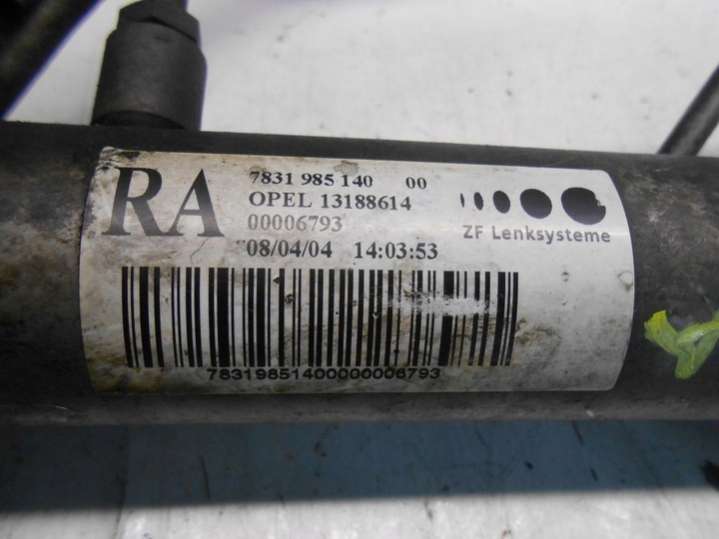 RA
7831 985 140 00
OPEL 13188614
00006793
08/04/04 14:03:53
ZF Lenksysteme
78319851400000006793